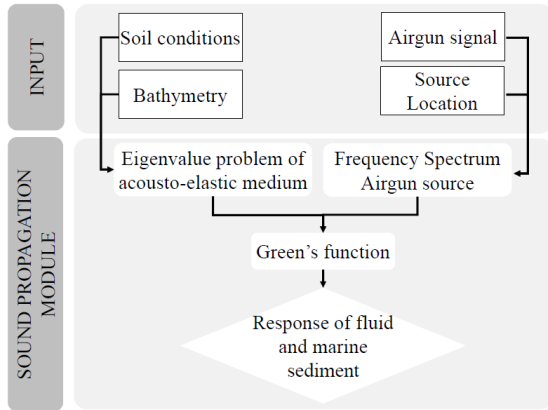 INPUT
Soil conditions
Bathymetry
Airgun signal
Source
Location
SOUND PROPAGATION
MODULE
Eigenvalue problem of
acousto-elastic medium
Frequency Spectrum
Airgun source
Green's function
Response of fluid
and marine
sediment